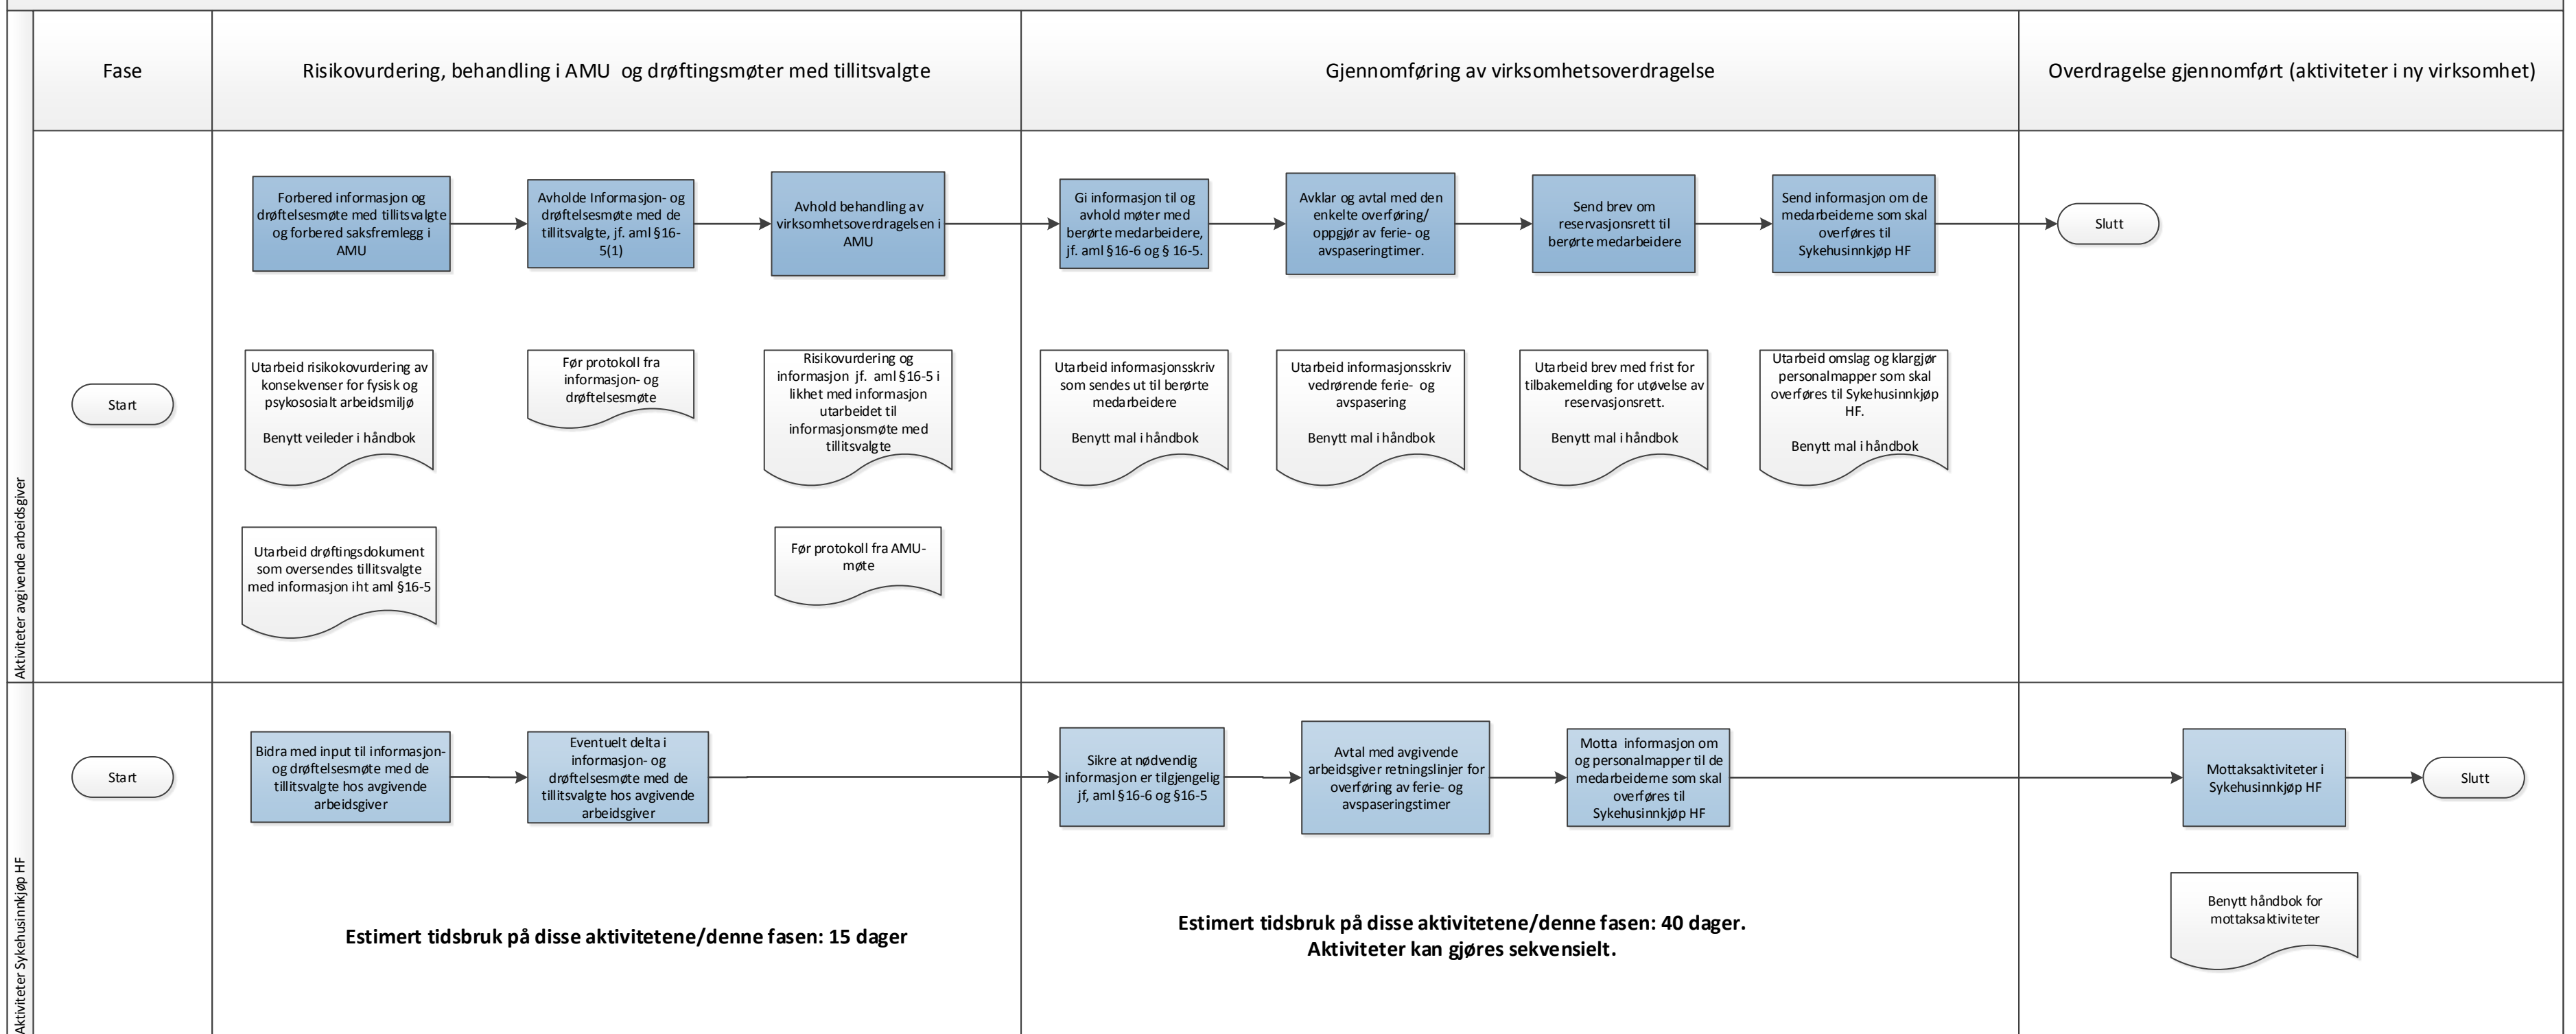 Fase
Risikovurdering, behandling i AMU og drøftingsmøter med tillitsvalgte
Gjennomføring av virksomhetsoverdragelse
Overdragelse gjennomført (aktiviteter i ny virksomhet)
Aktiviteter avgivende arbeidsgiver
Start
Forbered informasjon og
drøftelsesmøte med tillitsvalgte
og forbered saksfremlegg i
AMU
Avholde Informasjon- og
drøftelsesmøte med de
tillitsvalgte, jf. aml §16-
5(1)
Avhold behandling av
virksomhetsoverdragelsen i
AMU
Gi informasjon til og
avhold møter med
berørte medarbeidere,
jf. aml §16-6 og § 16-5.
Avklar og avtal med den
enkelte overføring/
oppgjør av ferie- og
avspaseringtimer.
Send brev om
reservasjonsrett til
berørte medarbeidere
Send informasjon om de
medarbeiderne som skal
overføres til
Sykehusinnkjøp HF
Slutt
Utarbeid risikokovurdering av
konsekvenser for fysisk og
psykososialt arbeidsmiljø
Benytt veileder i håndbok
Før protokoll fra
informasjon- og
drøftelsesmøte
Risikovurdering og
informasjon jf. aml §16-5 i
likhet med informasjon
utarbeidet til
informasjonsmøte med
tillitsvalgte
Utarbeid informasjonsskriv
som sendes ut til berørte
medarbeidere
Benytt mal i håndbok
Utarbeid informasjonsskriv
vedrørende ferie- og
avspasering
Benytt mal i håndbok
Utarbeid brev med frist for
tilbakemelding for utøvelse av
reservasjonsrett.
Benytt mal i håndbok
Utarbeid omslag og klargjør
personalmapper som skal
overføres til Sykehusinnkjøp
HF.
Benytt mal i håndbok
Utarbeid drøftingsdokument
som oversendes tillitsvalgte
med informasjon iht aml §16-5
Før protokoll fra AMU-
møte
Aktiviteter Sykehusinnkjøp HF
Start
Bidra med input til informasjon-
og drøftelsesmøte med de
tillitsvalgte hos avgivende
arbeidsgiver
Eventuelt delta i
informasjon- og
drøftelsesmøte med de
tillitsvalgte hos avgivende
arbeidsgiver
Sikre at nødvendig
informasjon er tilgjengelig
jf, aml §16-6 og §16-5
Avtal med avgivende
arbeidsgiver retningslinjer for
overføring av ferie- og
avspaseringstimer
Motta informasjon om
og personalmapper til de
medarbeiderne som skal
overføres til
Sykehusinnkjøp HF
Mottaksaktiviteter i
Sykehusinnkjøp HF
Slutt
Benytt håndbok for
mottaksaktiviteter
Estimert tidsbruk på disse aktivitetene/denne fasen: 15 dager
Estimert tidsbruk på disse aktivitetene/denne fasen: 40 dager.
Aktiviteter kan gjøres sekvensielt.